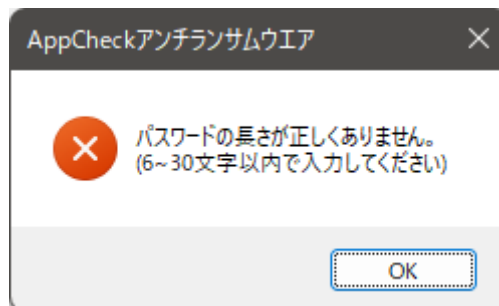 AppCheckアンチランサムウエア
パスワードの長さが正しくありません。
(6~30文字以内で入力してください)
OK